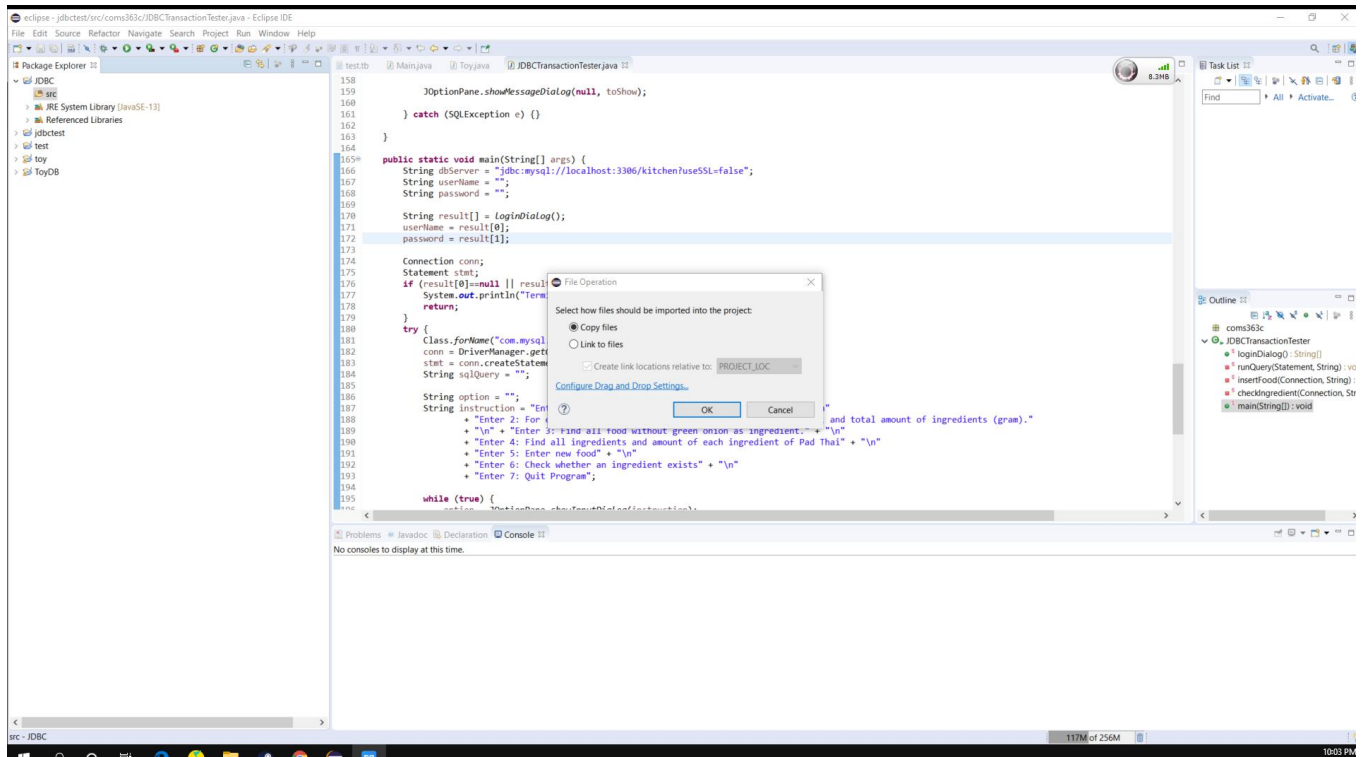 eclipse - jdbctest/src/coms363c/JDBCTransactionTester.java - Eclipse IDE
File Edit Source Refactor Navigate Search Project Run Window Help
Package Explorer
JDBC
src
JRE System Library [JavaSE-13]
Referenced Libraries
jdbctest
test
toy
ToyDB
test.tb Main.java Toy.java JDBCTransactionTester.java
8.3MB
158
159 JOptionPane.showMessageDialog(null, toShow);
160
161 } catch (SQLException e) {}
162
163 }
164
165 public static void main(String[] args) {
166 String dbServer = "jdbc:mysql://localhost:3306/kitchen?useSSL=false";
167 String userName = "";
168 String password = "";
169
170 String result[] = loginDialog();
171 userName = result[0];
172 password = result[1];
173
174 Connection conn;
175 Statement stmt;
176 if (result[0]==null || resul
177 System.out.println("Term
178 return;
179 }
180 try {
181 Class.forName("com.mysql
182 conn = DriverManager.get
183 stmt = conn.createStatem
184 String sqlQuery = "";
185
186 String option = "";
187 String instruction = "Ent
188 + "Enter 2: For and total amount of ingredients (gram)."
189 + "\n" + "Enter 3: Find all food without green onion as ingredient." + "\n"
190 + "Enter 4: Find all ingredients and amount of each ingredient of Pad Thai" + "\n"
191 + "Enter 5: Enter new food" + "\n"
192 + "Enter 6: Check whether an ingredient exists" + "\n"
193 + "Enter 7: Quit Program";
194
195 while (true) {
File Operation
Select how files should be imported into the project:
Copy files
Link to files
Create link locations relative to: PROJECT_LOC
Configure Drag and Drop Settings...
OK Cancel
Task List
Find All Activate...
Outline
coms363c
JDBCTransactionTester
loginDialog() : String[]
runQuery(Statement, String) : vo
insertFood(Connection, String) :
checkIngredient(Connection, Str
main(String[]) : void
Problems Javadoc Declaration Console
No consoles to display at this time.
src - JDBC
117M of 256M
10:03 PM